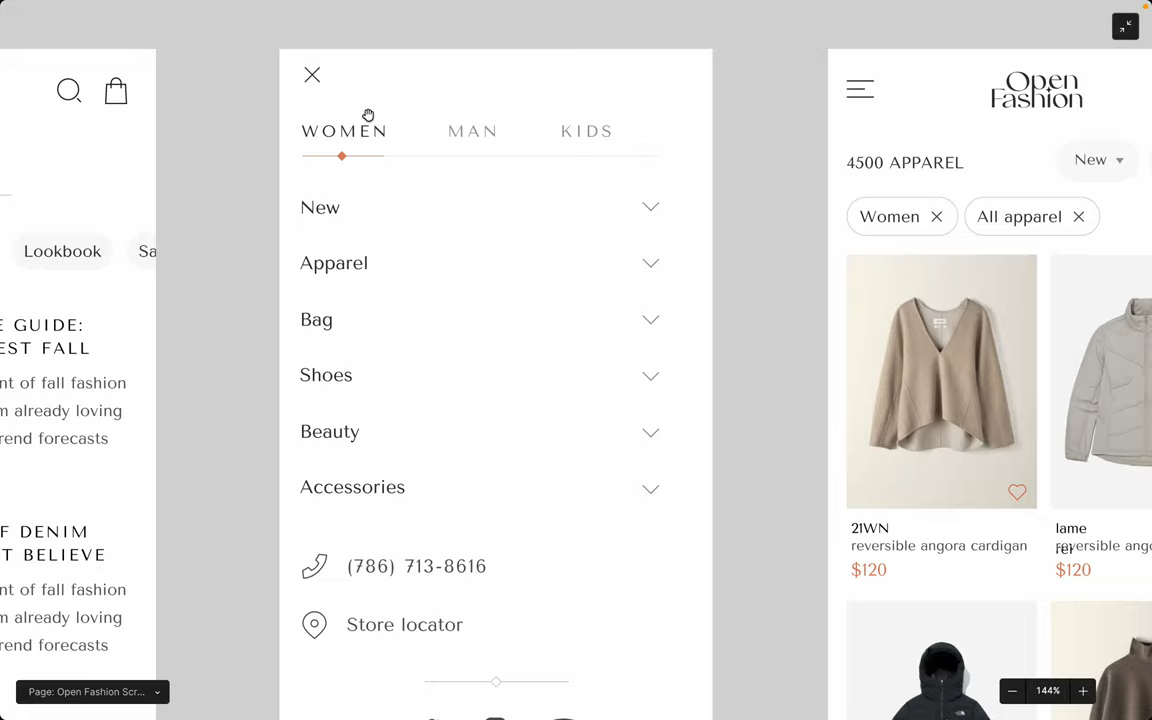 Lookbook
Sa
E GUIDE:
EST FALL
nt of fall fashion
m already loving
rend forecasts
F DENIM
T BELIEVE
nt of fall fashion
m already loving
rend forecasts
Page: Open Fashion Scr...
WOMEN MAN KIDS
New
Apparel
Bag
Shoes
Beauty
Accessories
(786) 713-8616
Store locator
Open
Fashion
4500 APPAREL
New
Women
All apparel
21WN
reversible angora cardigan
$120
lame
rer
reversible ango
$120
144%